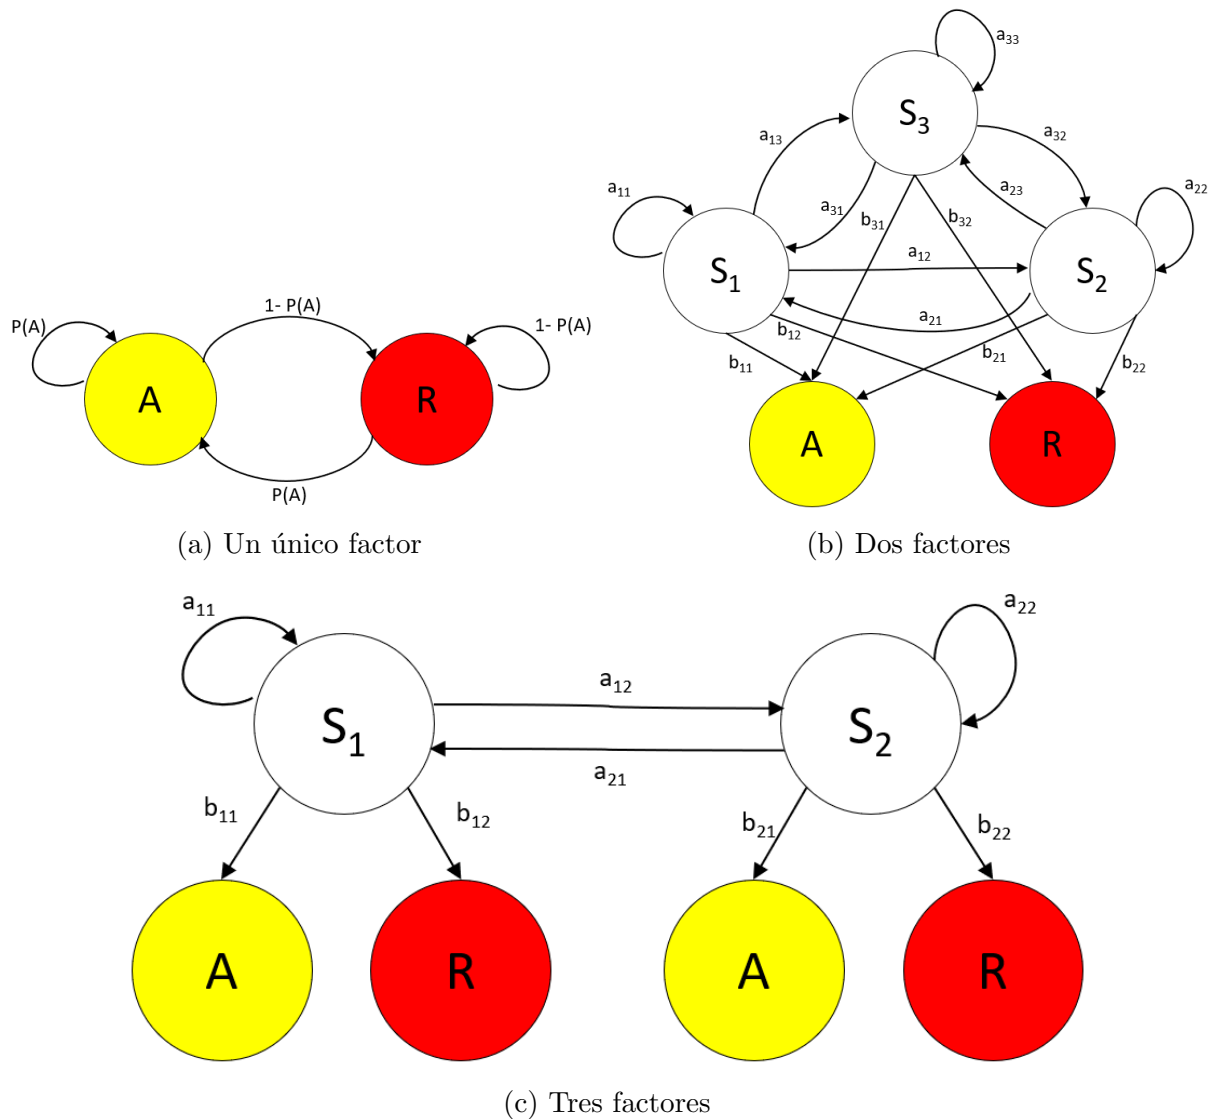 P(A)
A
1- P(A)
R
1- P(A)
P(A)
(a) Un único factor
a₃₃
S₃
a₁₃
a₃₂
a₁₁
a₃₁
b₃₁
b₃₂
a₂₃
a₂₂
S₁
a₁₂
S₂
a₂₁
b₁₂
b₁₁
b₂₁
b₂₂
A
R
(b) Dos factores
a₁₁
a₂₂
S₁
a₁₂
S₂
a₂₁
b₁₁
b₁₂
b₂₁
b₂₂
A
R
A
R
(c) Tres factores